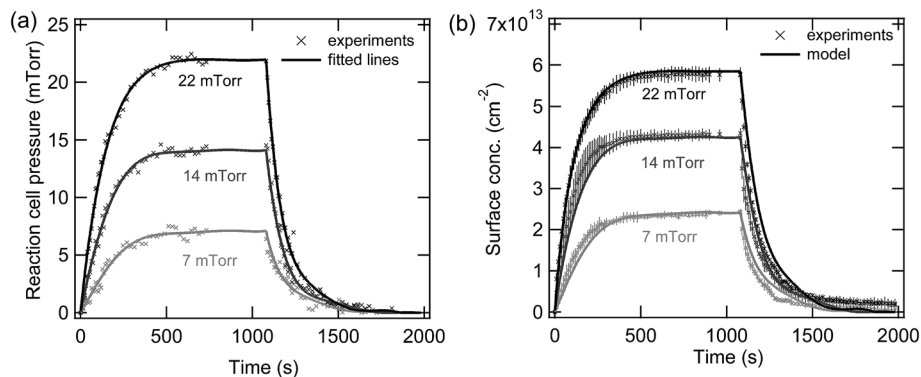 (a)
25
20
15
10
5
0
Reaction cell pressure (mTorr)
× experiments
fitted lines
22 mTorr
14 mTorr
7 mTorr
0 500 1000 1500 2000
Time (s)
(b)
7x10^13
6
5
4
3
2
1
0
Surface conc. (cm^-2)
× experiments
model
22 mTorr
14 mTorr
7 mTorr
0 500 1000 1500 2000
Time (s)